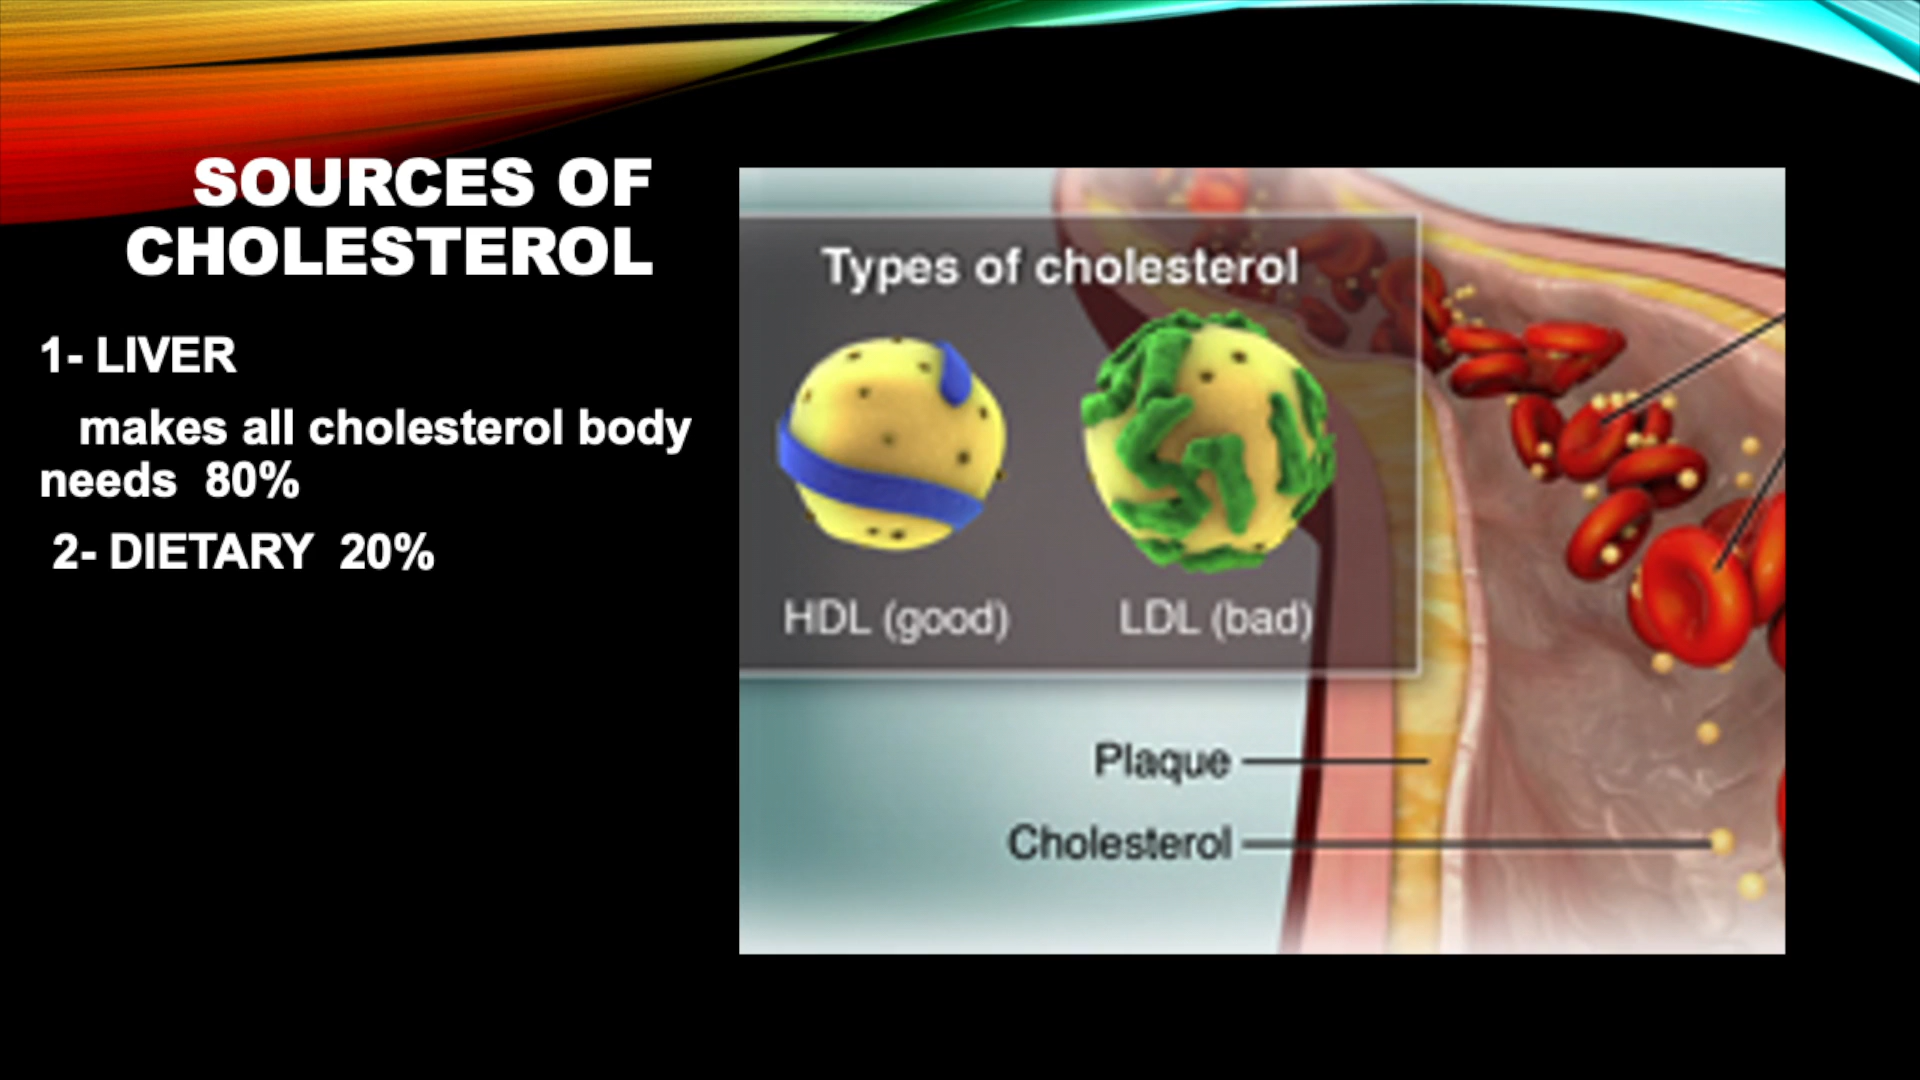 SOURCES OF
CHOLESTEROL
1- LIVER
makes all cholesterol body
needs  80%
2- DIETARY  20%
Types of cholesterol
HDL (good)
LDL (bad)
Plaque
Cholesterol